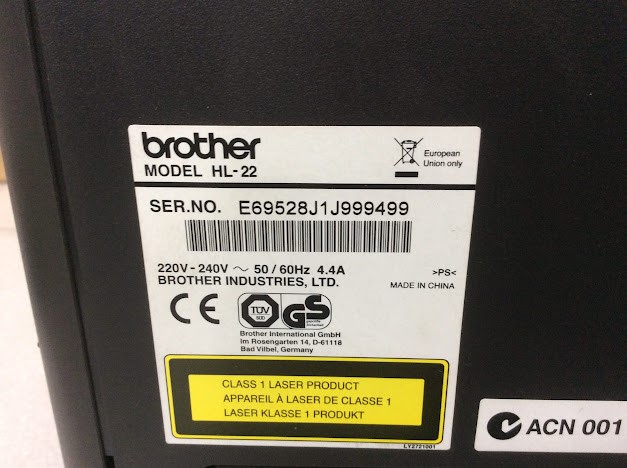 brother
MODEL HL-22
European
Union only
SER.NO. E69528J1J999499
220V-240V ~ 50/60Hz 4.4A
BROTHER INDUSTRIES, LTD.
>PS<
MADE IN CHINA
CE
TÜV
GS
Brother International GmbH
Im Rosengarten 14, D-61118
Bad Vilbel, Germany
CLASS 1 LASER PRODUCT
APPAREIL À LASER DE CLASSE 1
LASER KLASSE 1 PRODUKT
LY2721001
ACN 001